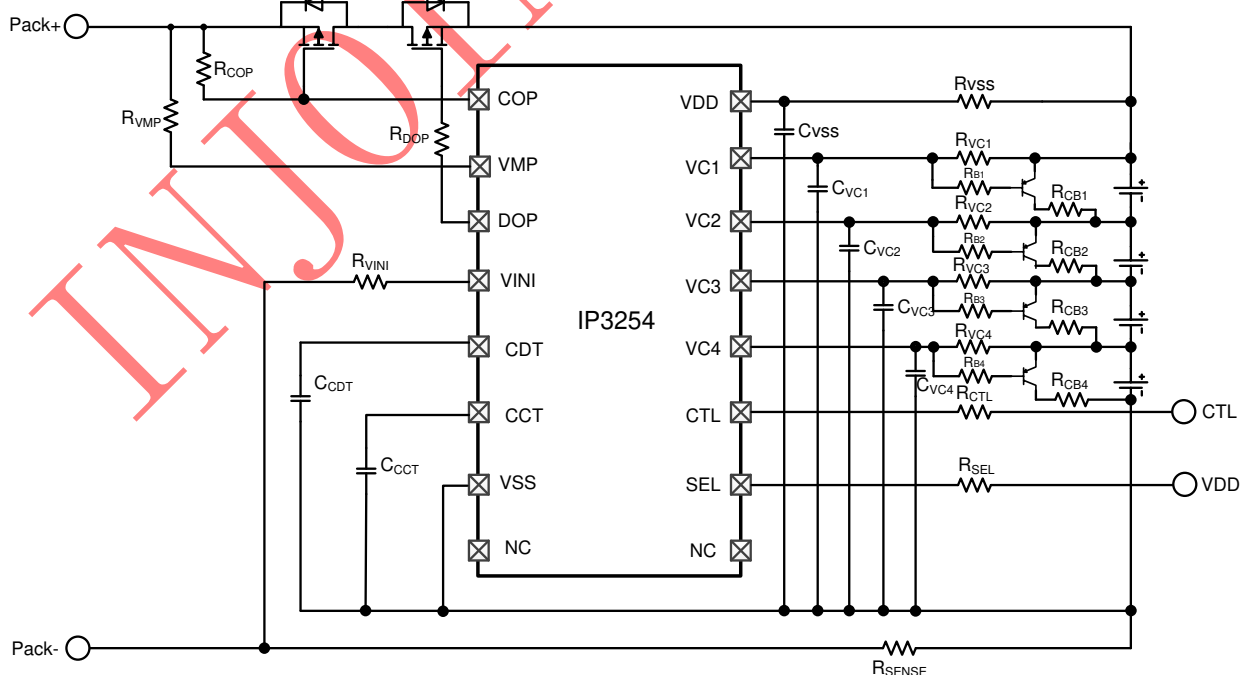 Pack+
RCOP
RVMP
RDOP
COP
VMP
DOP
VINI
CDT
CCT
VSS
NC
RVINI
CCDT
CCCT
IP3254
VDD
VC1
VC2
VC3
VC4
CTL
SEL
NC
Rvss
Cvss
RVC1
RB1
RCB1
CVC1
RVC2
RB2
RCB2
CVC2
RVC3
RB3
RCB3
CVC3
RVC4
RB4
RCB4
CVC4
RCTL
CTL
RSEL
VDD
Pack-
RSENSE